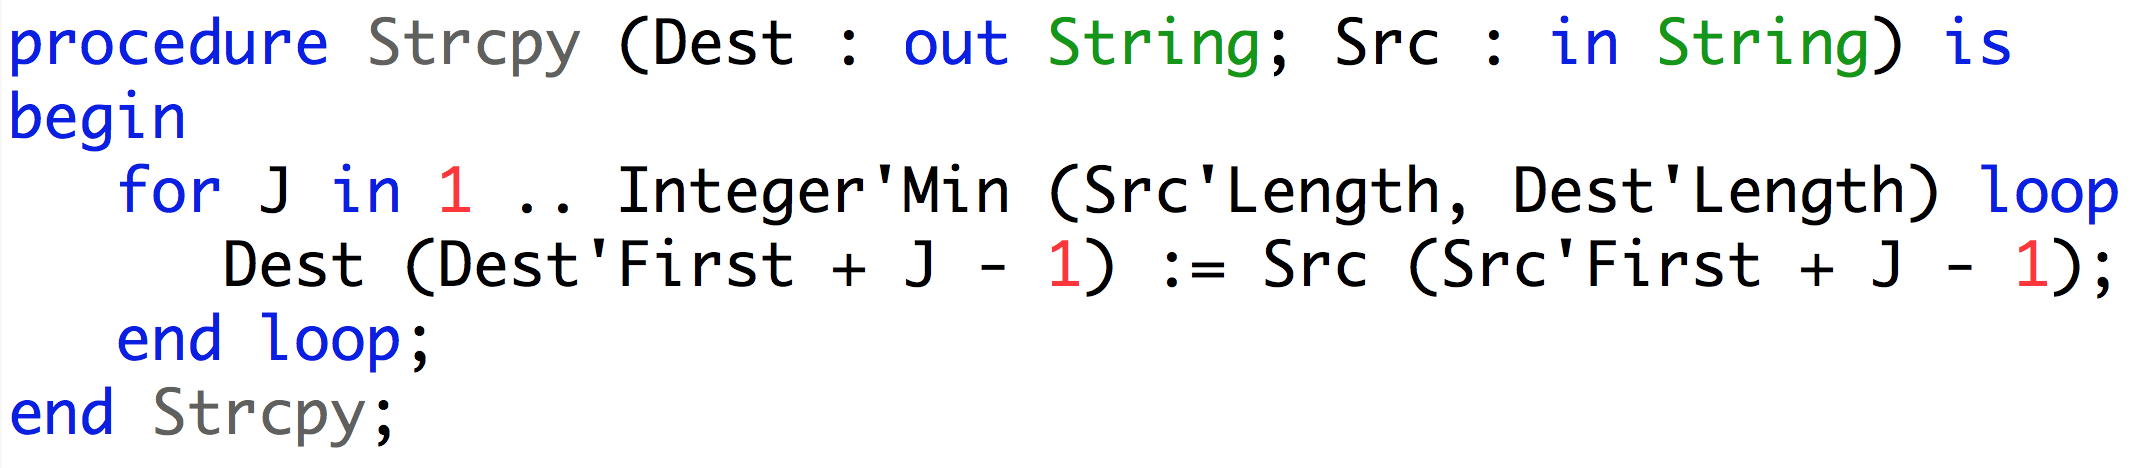 procedure Strcpy (Dest : out String; Src : in String) is
begin
   for J in 1 .. Integer'Min (Src'Length, Dest'Length) loop
      Dest (Dest'First + J - 1) := Src (Src'First + J - 1);
   end loop;
end Strcpy;